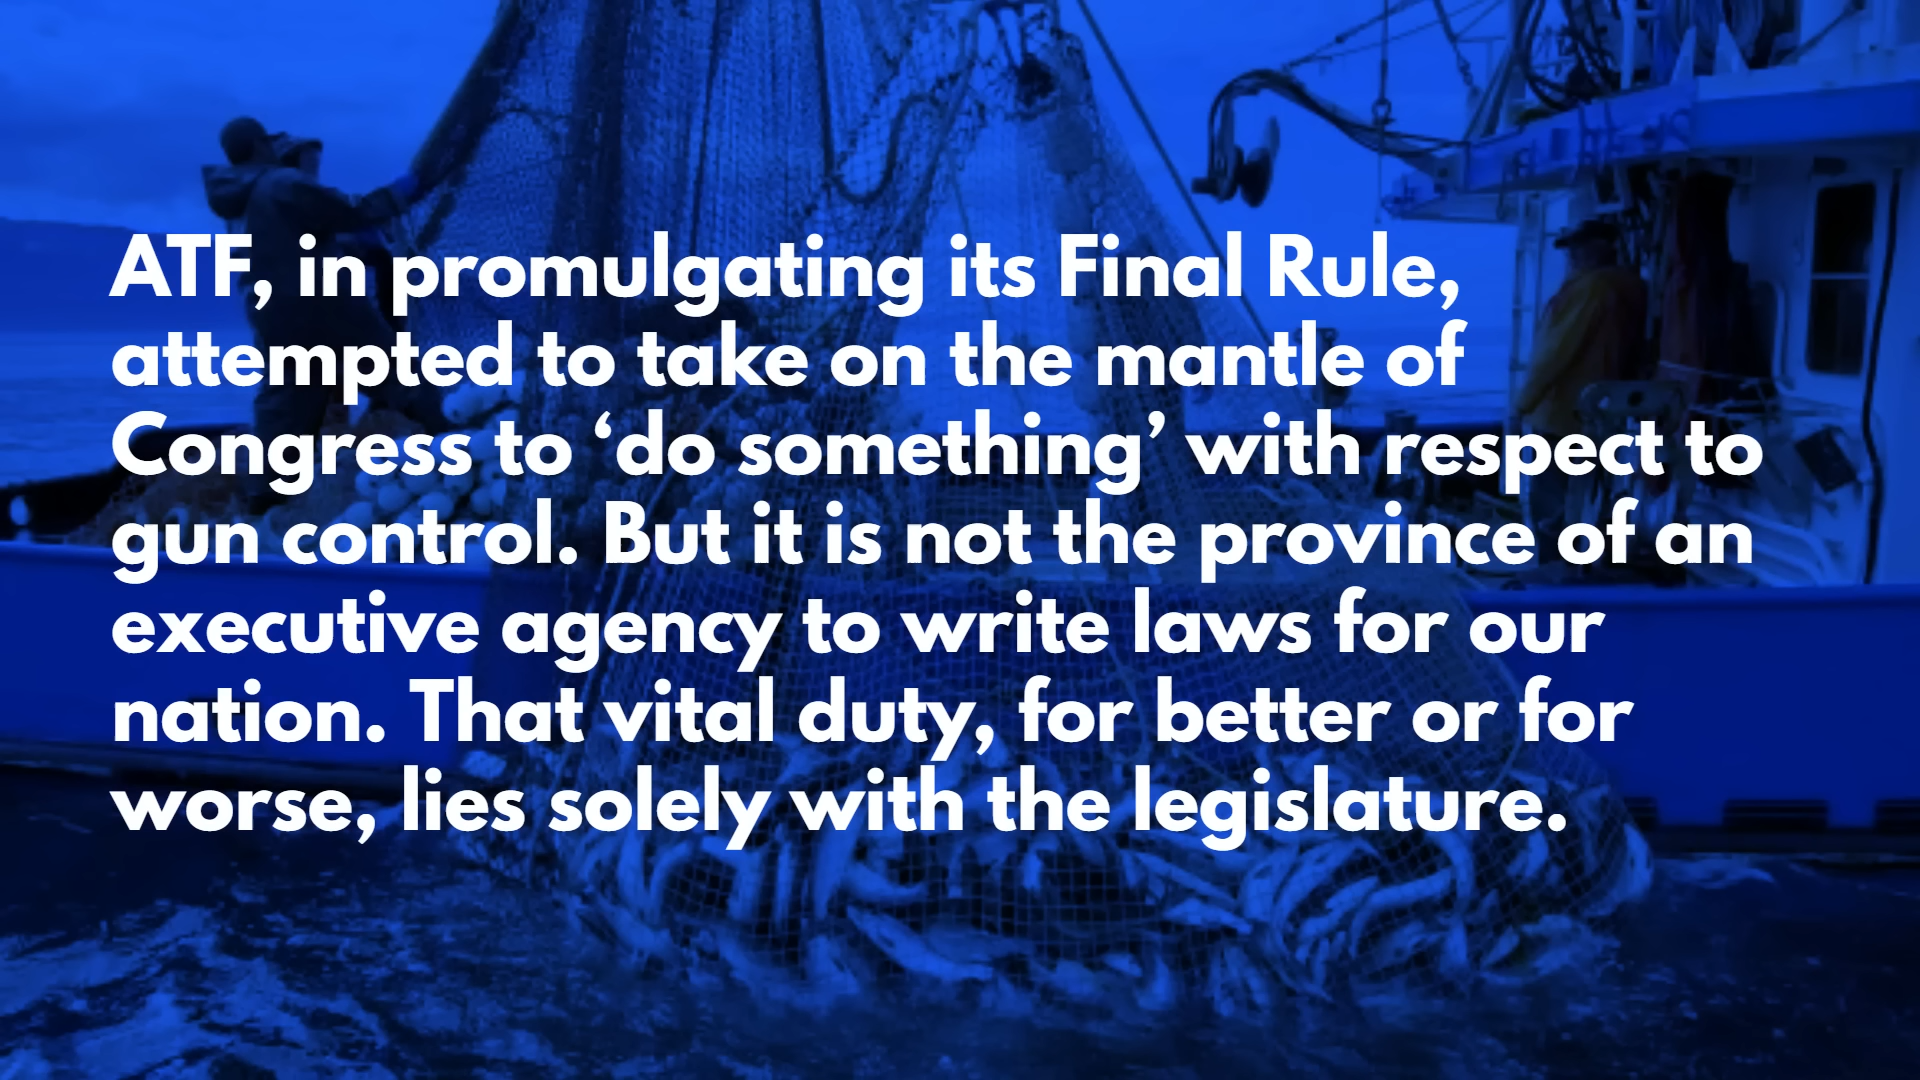 ATF, in promulgating its Final Rule,
attempted to take on the mantle of
Congress to ‘do something’ with respect to
gun control. But it is not the province of an
executive agency to write laws for our
nation. That vital duty, for better or for
worse, lies solely with the legislature.